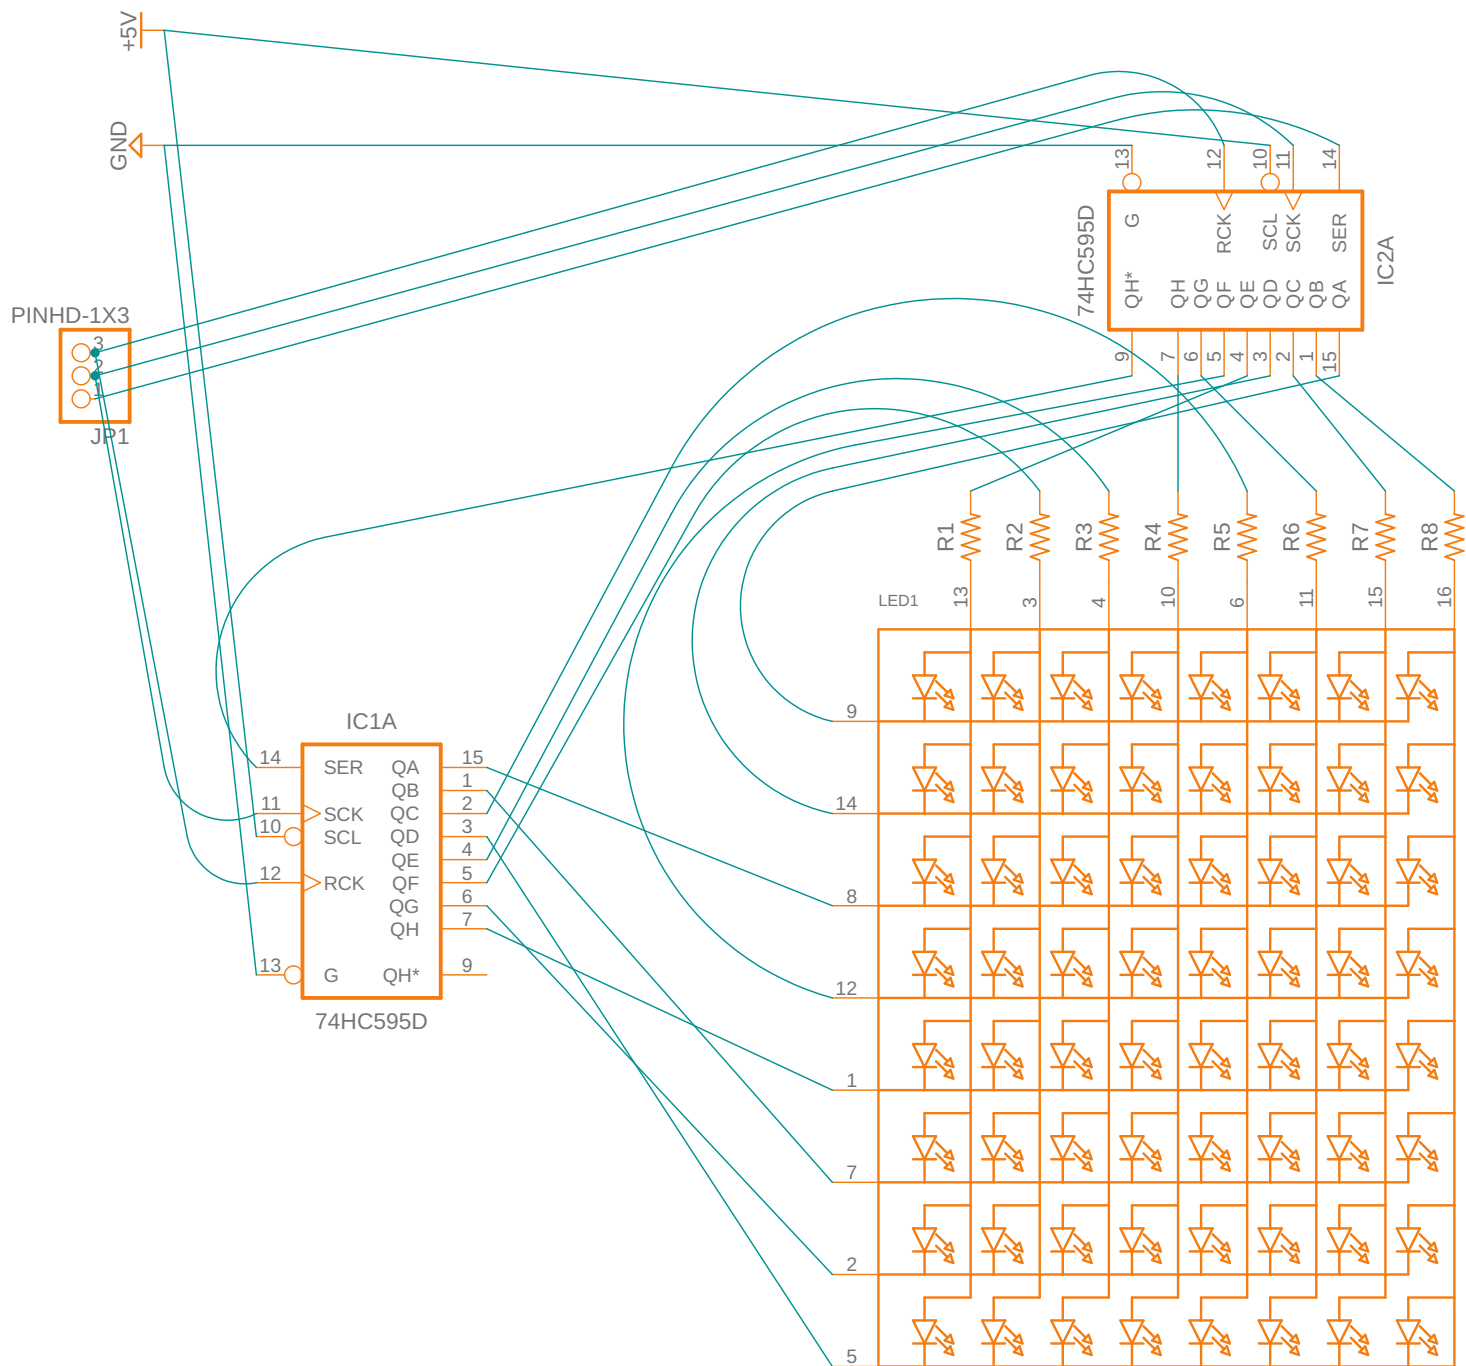 +5V
GND
13
12
10
11
14
74HC595D
G
RCK
SCL
SCK
SER
IC2A
QH*
QH
QG
QF
QE
QD
QC
QB
QA
9
7
6
5
4
3
2
1
15
PINHD-1X3
3
2
1
JP1
R1
R2
R3
R4
R5
R6
R7
R8
LED1
13
3
4
10
6
11
15
16
9
14
8
12
1
7
2
5
IC1A
14
SER
QA
15
QB
1
11
SCK
QC
2
10
SCL
QD
3
QE
4
12
RCK
QF
5
QG
6
QH
7
13
G
QH*
9
74HC595D